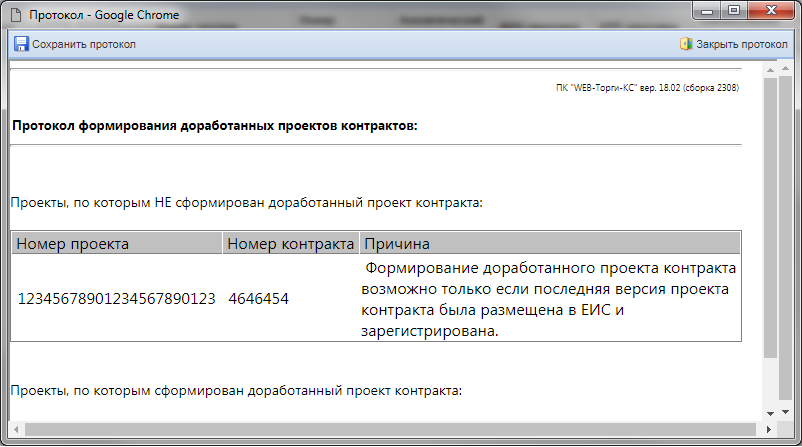 Протокол - Google Chrome
Сохранить протокол Закрыть протокол
ПК "WEB-Торги-КС" вер. 18.02 (сборка 2308)
Протокол формирования доработанных проектов контрактов:
Проекты, по которым НЕ сформирован доработанный проект контракта:
Номер проекта Номер контракта Причина
12345678901234567890123 4646454 Формирование доработанного проекта контракта
возможно только если последняя версия проекта
контракта была размещена в ЕИС и
зарегистрирована.
Проекты, по которым сформирован доработанный проект контракта: